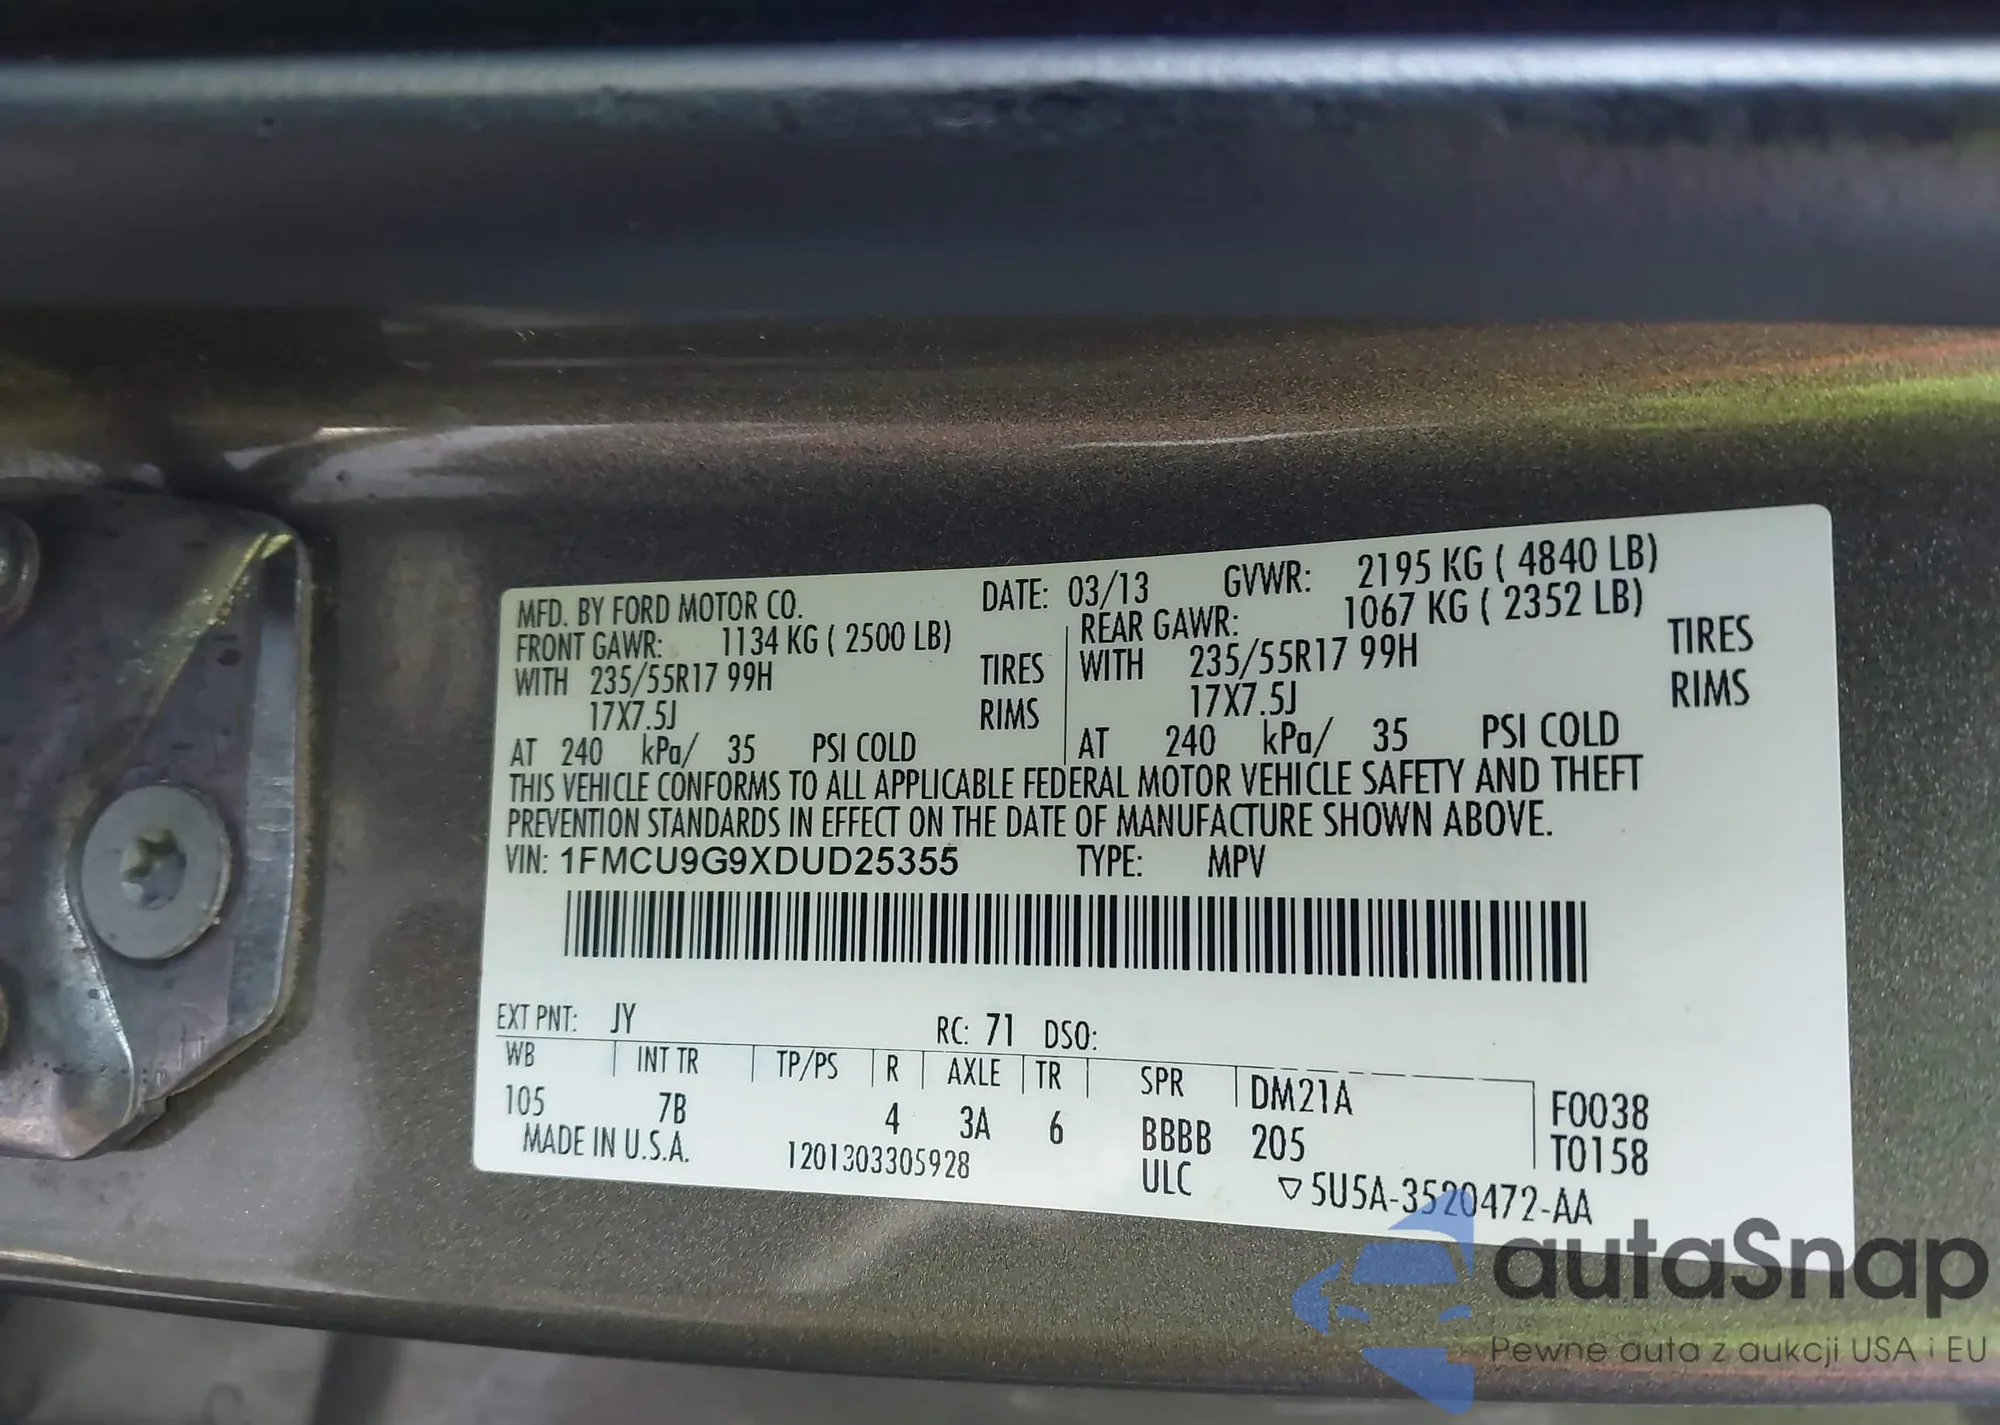 MFD. BY FORD MOTOR CO. DATE: 03/13 GVWR: 2195 KG ( 4840 LB)
FRONT GAWR: 1134 KG ( 2500 LB) REAR GAWR: 1067 KG ( 2352 LB)
WITH 235/55R17 99H TIRES WITH 235/55R17 99H TIRES
17X7.5J RIMS 17X7.5J RIMS
AT 240 kPa/ 35 PSI COLD AT 240 kPa/ 35 PSI COLD
THIS VEHICLE CONFORMS TO ALL APPLICABLE FEDERAL MOTOR VEHICLE SAFETY AND THEFT
PREVENTION STANDARDS IN EFFECT ON THE DATE OF MANUFACTURE SHOWN ABOVE.
VIN: 1FMCU9G9XDUD25355 TYPE: MPV
EXT PNT: JY RC: 71 DSO:
WB INT TR TP/PS R AXLE TR SPR DM21A F0038
105 7B 4 3A 6 BBBB 205 T0158
MADE IN U.S.A. 1201303305928 ULC ▽5U5A-3520472-AA
autaSnap
Pewne auta z aukcji USA i EU